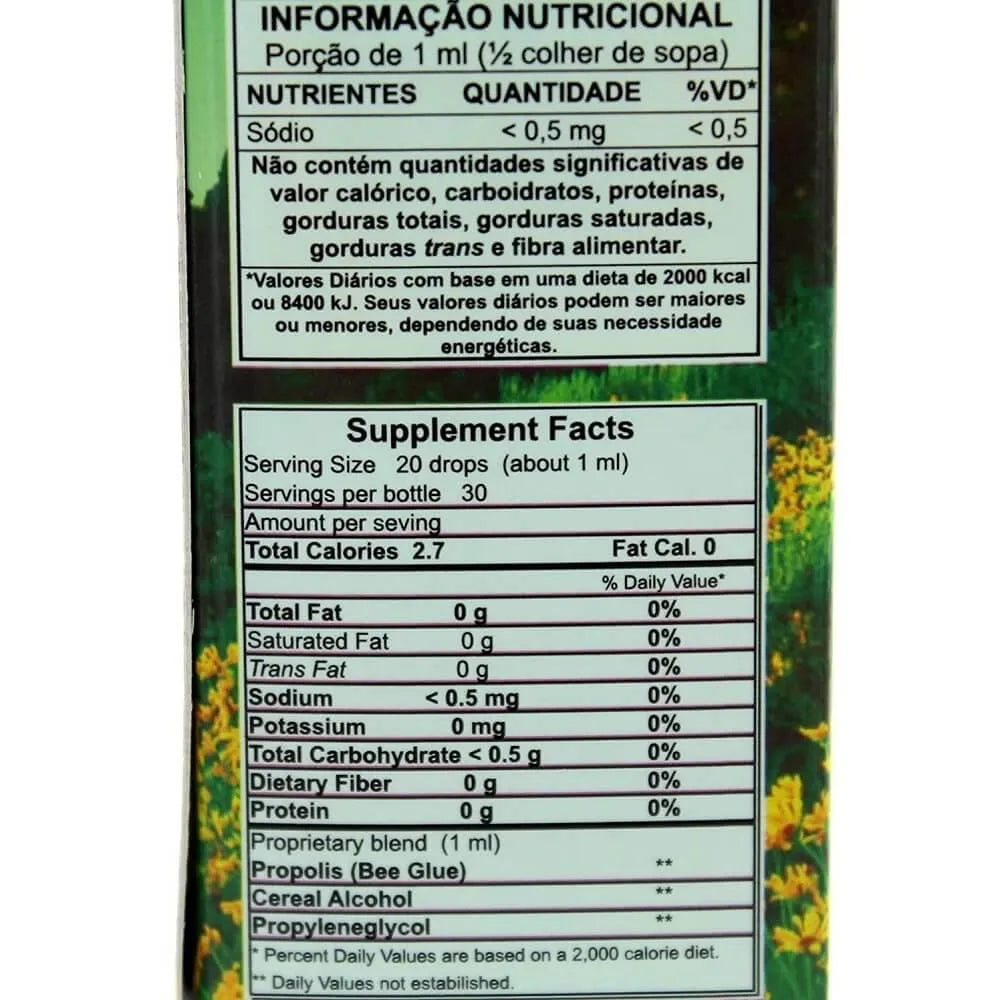 INFORMAÇÃO NUTRICIONAL
Porção de 1 ml (½ colher de sopa)
NUTRIENTES QUANTIDADE %VD*
Sódio < 0,5 mg < 0,5
Não contém quantidades significativas de
valor calórico, carboidratos, proteínas,
gorduras totais, gorduras saturadas,
gorduras trans e fibra alimentar.
*Valores Diários com base em uma dieta de 2000 kcal
ou 8400 kJ. Seus valores diários podem ser maiores
ou menores, dependendo de suas necessidade
energéticas.
Supplement Facts
Serving Size 20 drops (about 1 ml)
Servings per bottle 30
Amount per seving
Total Calories 2.7 Fat Cal. 0
% Daily Value*
Total Fat 0 g 0%
Saturated Fat 0 g 0%
Trans Fat 0 g 0%
Sodium < 0.5 mg 0%
Potassium 0 mg 0%
Total Carbohydrate < 0.5 g 0%
Dietary Fiber 0 g 0%
Protein 0 g 0%
Proprietary blend (1 ml)
Propolis (Bee Glue) **
Cereal Alcohol **
Propyleneglycol **
* Percent Daily Values are based on a 2,000 calorie diet.
** Daily Values not estabilished.